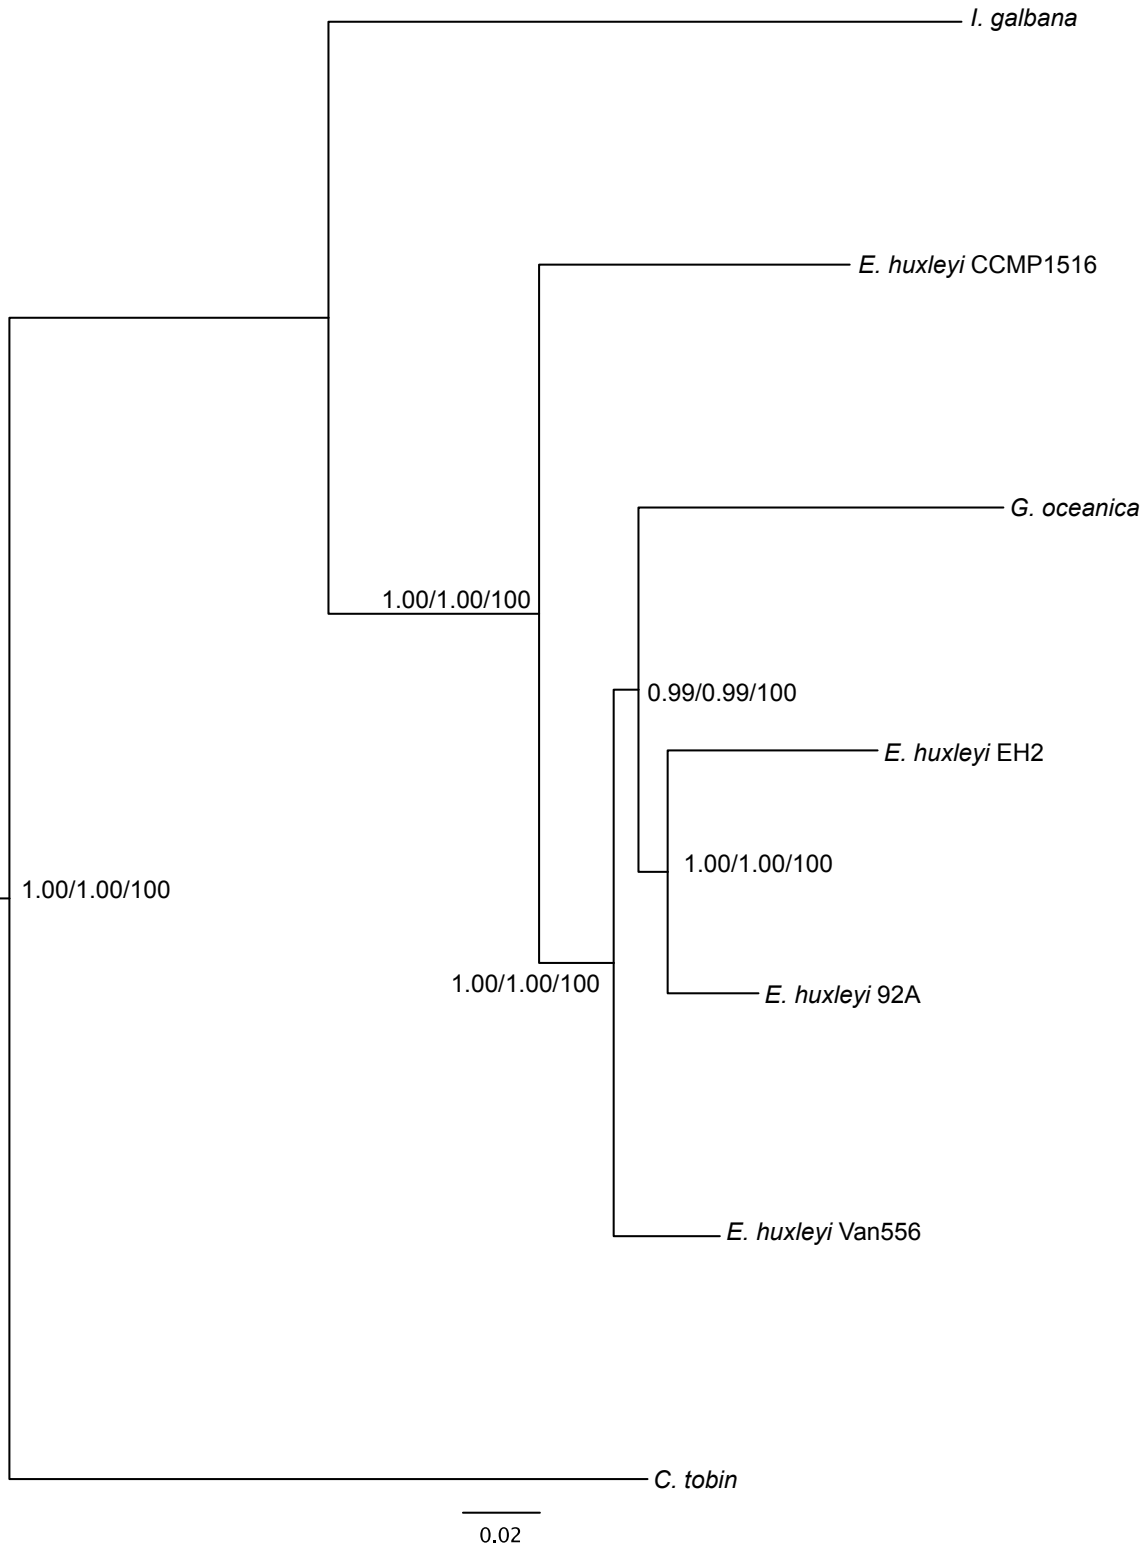 I. galbana
E. huxleyi CCMP1516
G. oceanica
1.00/1.00/100
0.99/0.99/100
E. huxleyi EH2
1.00/1.00/100
1.00/1.00/100
1.00/1.00/100
E. huxleyi 92A
E. huxleyi Van556
C. tobin
0.02